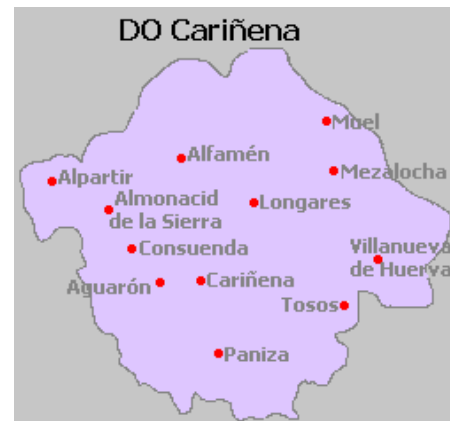 DO Cariñena
Muel
Alfamén
Mezalocha
Alpartir
Almonacid
de la Sierra
Longares
Consuenda
Villanueva
de Huerva
Aguarón
Cariñena
Tosos
Paniza